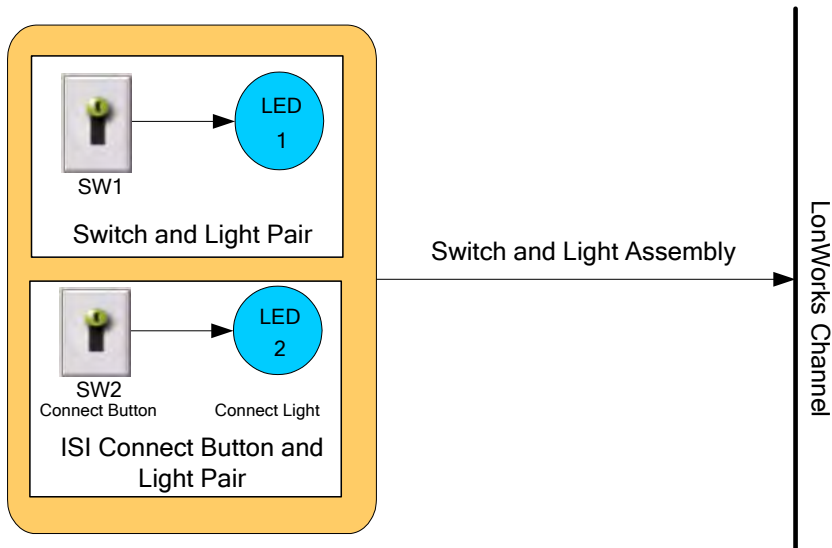 LED
1
SW1
Switch and Light Pair
LED
2
SW2
Connect Button
Connect Light
ISI Connect Button and
Light Pair
Switch and Light Assembly
LonWorks Channel